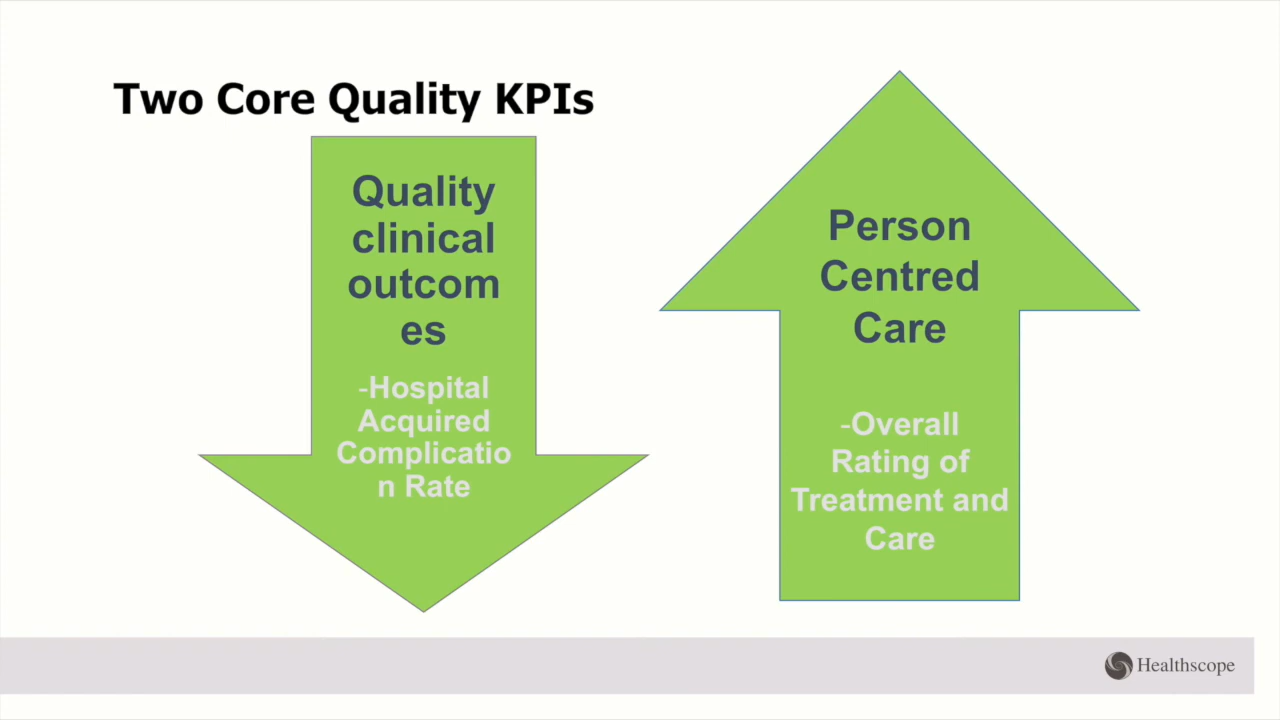 Two Core Quality KPIs
Quality
clinical
outcom
es
-Hospital
Acquired
Complicatio
n Rate
Person
Centred
Care
-Overall
Rating of
Treatment and
Care
Healthscope